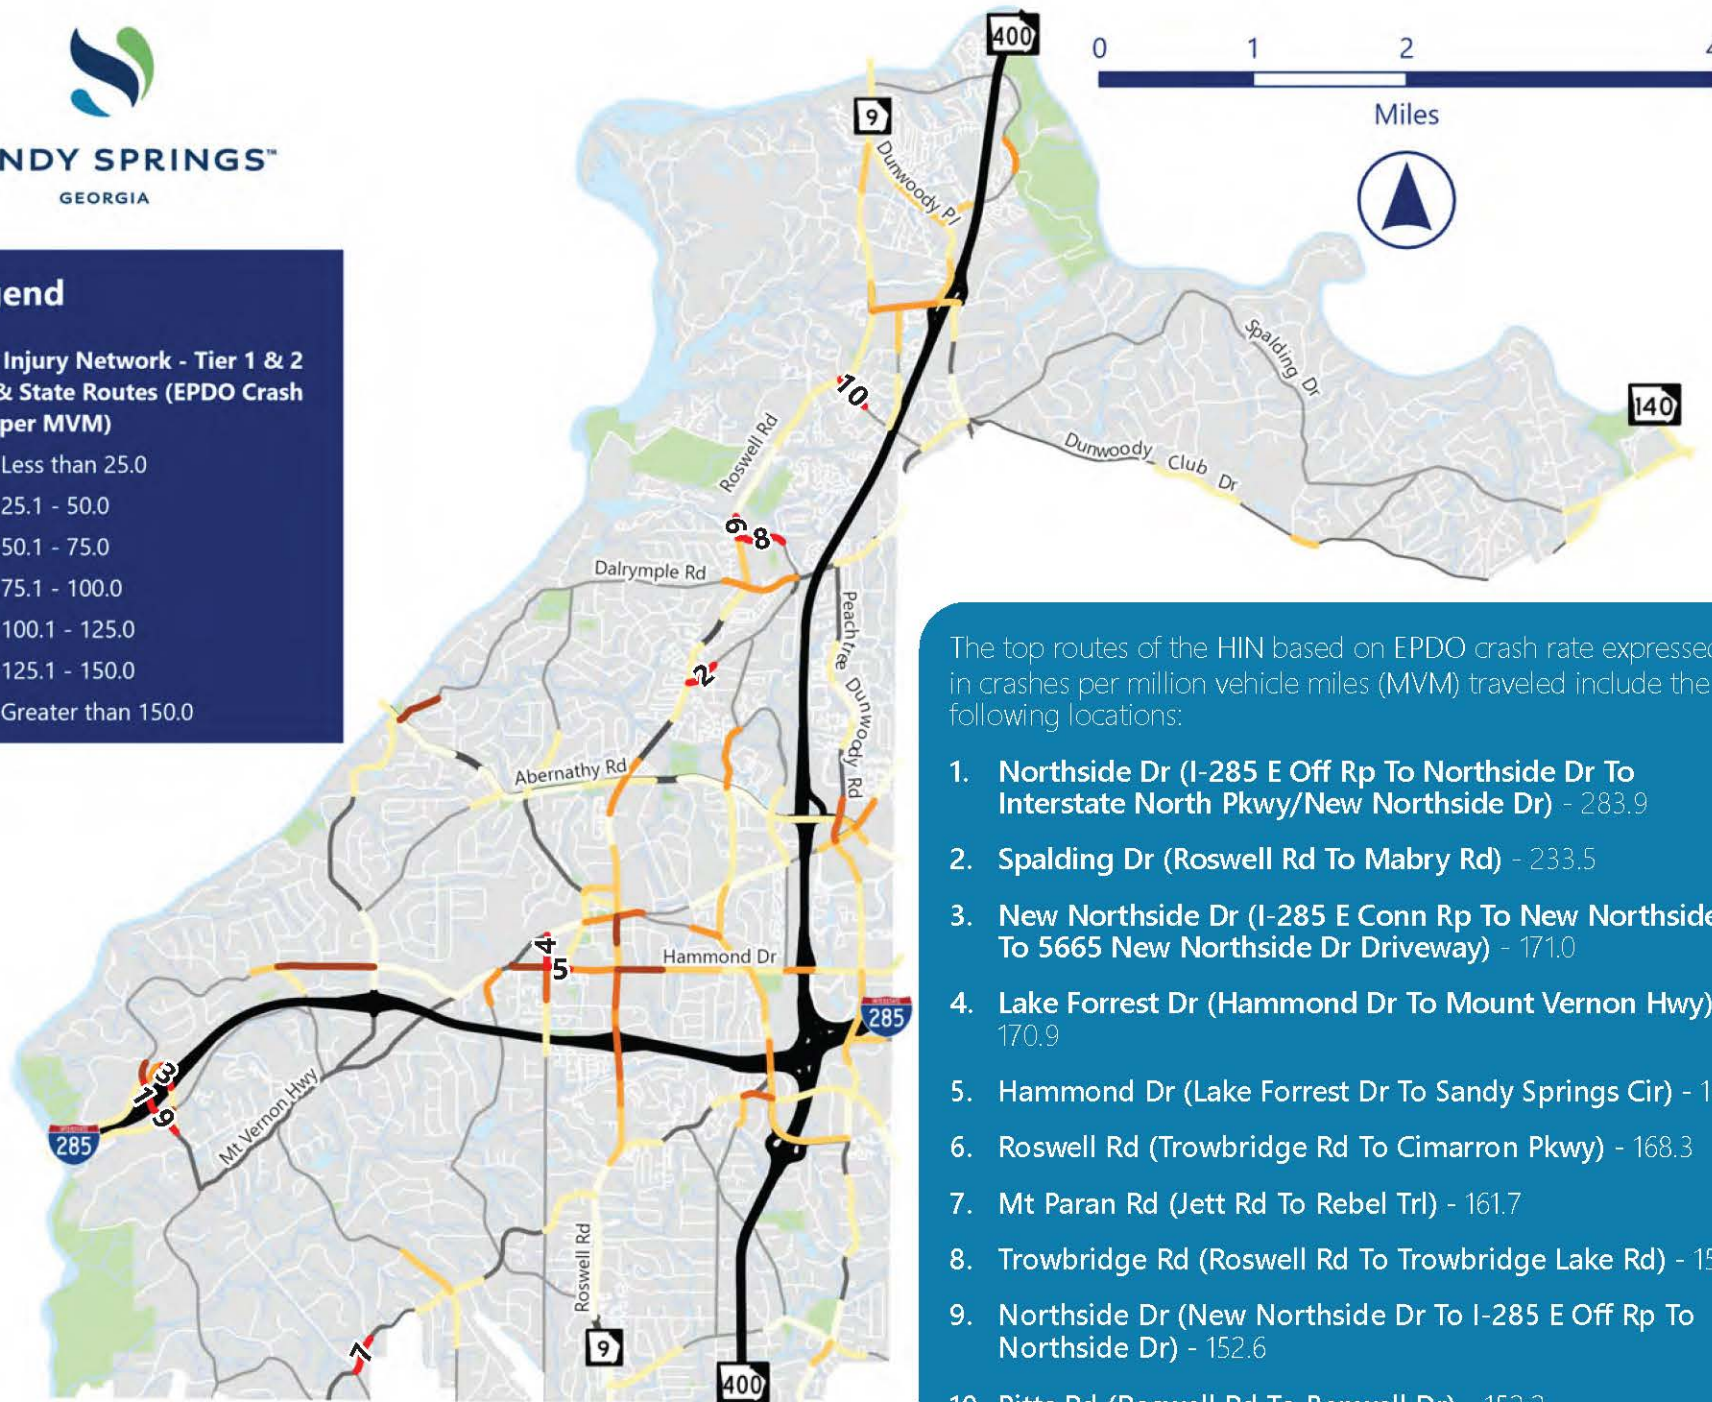 NDY SPRINGS™
GEORGIA
gend
Injury Network - Tier 1 & 2
& State Routes (EPDO Crash
per MVM)
Less than 25.0
25.1 - 50.0
50.1 - 75.0
75.1 - 100.0
100.1 - 125.0
125.1 - 150.0
Greater than 150.0
0 1 2 4
Miles
400
9
Dunwoody Pl
Spalding Dr
140
10
Roswell Rd
Dunwoody Club Dr
6
8
Dalrymple Rd
Peachtree Dunwoody Rd
2
Abernathy Rd
4
5
Hammond Dr
285
3
1
9
285
Mt Vernon Hwy
Roswell Rd
7
9
400
The top routes of the HIN based on EPDO crash rate expressed
in crashes per million vehicle miles (MVM) traveled include the
following locations:
1. Northside Dr (I-285 E Off Rp To Northside Dr To
Interstate North Pkwy/New Northside Dr) - 283.9
2. Spalding Dr (Roswell Rd To Mabry Rd) - 233.5
3. New Northside Dr (I-285 E Conn Rp To New Northside
To 5665 New Northside Dr Driveway) - 171.0
4. Lake Forrest Dr (Hammond Dr To Mount Vernon Hwy)
170.9
5. Hammond Dr (Lake Forrest Dr To Sandy Springs Cir) - 1
6. Roswell Rd (Trowbridge Rd To Cimarron Pkwy) - 168.3
7. Mt Paran Rd (Jett Rd To Rebel Trl) - 161.7
8. Trowbridge Rd (Roswell Rd To Trowbridge Lake Rd) - 15
9. Northside Dr (New Northside Dr To I-285 E Off Rp To
Northside Dr) - 152.6
10. Pitts Rd (Roswell Rd To